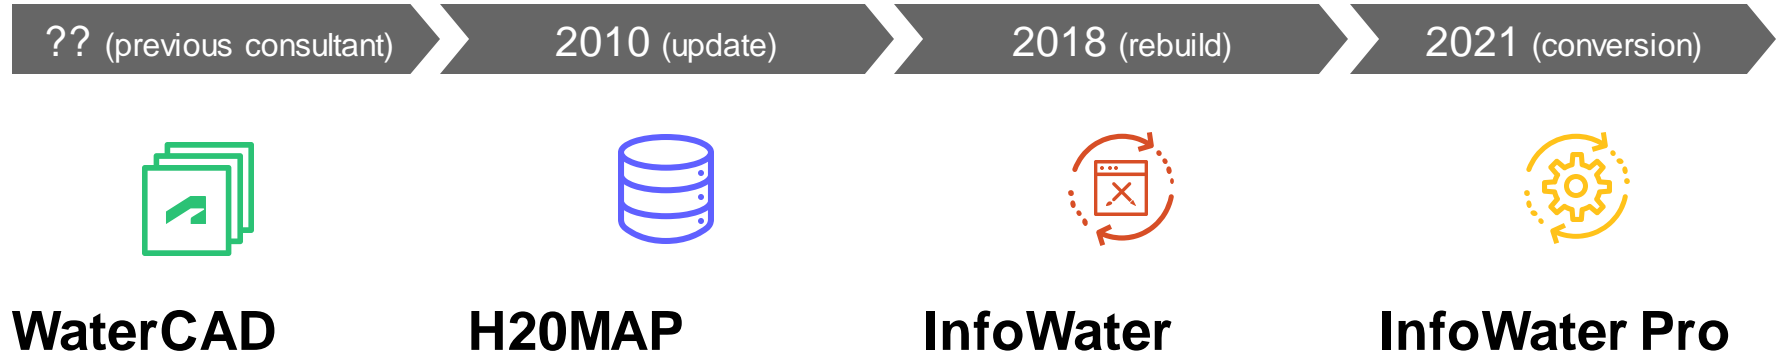 ?? (previous consultant)
2010 (update)
2018 (rebuild)
2021 (conversion)
WaterCAD
H20MAP
InfoWater
InfoWater Pro